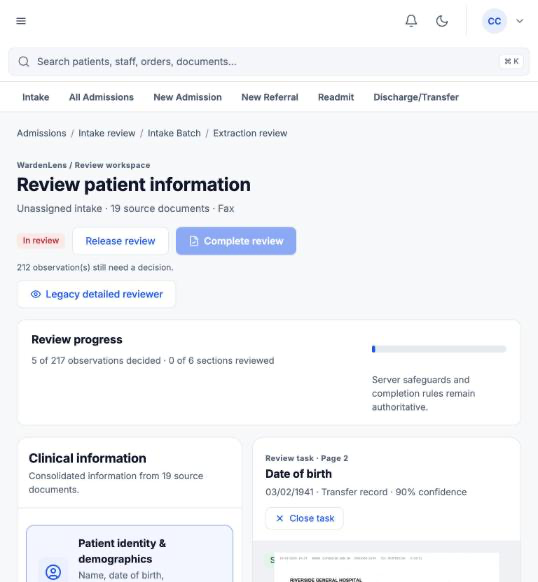 CC
Search patients, staff, orders, documents...
⌘ K
Intake All Admissions New Admission New Referral Readmit Discharge/Transfer
Admissions / Intake review / Intake Batch / Extraction review
WardenLens / Review workspace
Review patient information
Unassigned intake · 19 source documents · Fax
In review Release review Complete review
212 observation(s) still need a decision.
Legacy detailed reviewer
Review progress
5 of 217 observations decided · 0 of 6 sections reviewed
Server safeguards and
completion rules remain
authoritative.
Clinical information
Consolidated information from 19 source
documents.
Patient identity &
demographics
Name, date of birth,
Review task · Page 2
Date of birth
03/02/1941 · Transfer record · 90% confidence
Close task
RIVERSIDE GENERAL HOSPITAL